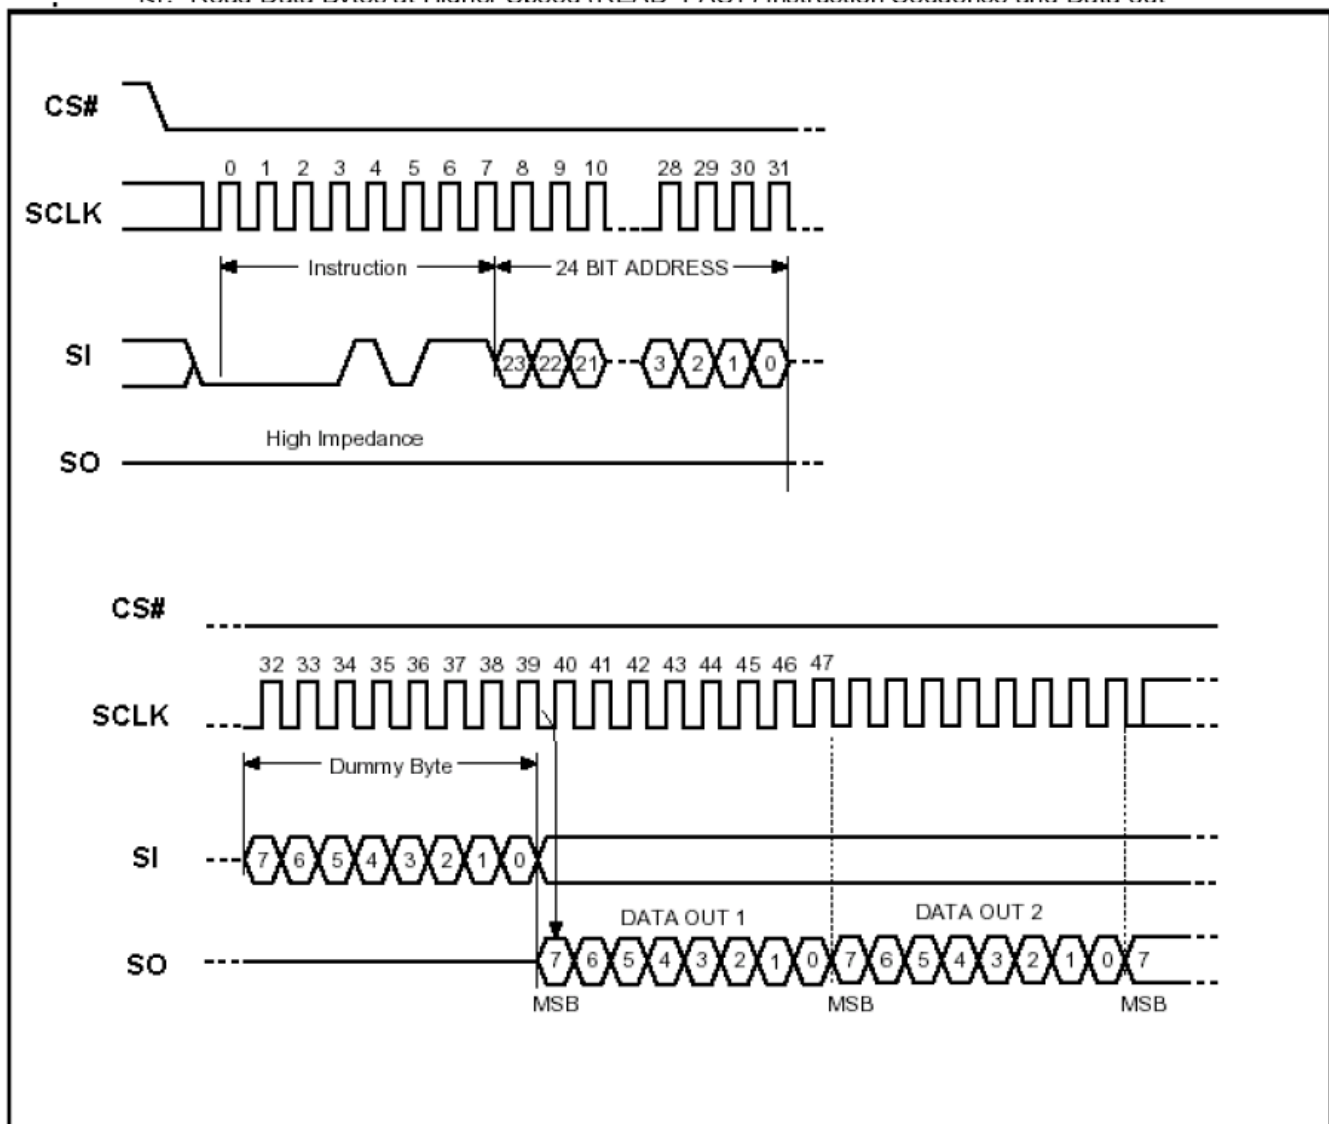 CS#
0 1 2 3 4 5 6 7 8 9 10 28 29 30 31
SCLK
Instruction 24 BIT ADDRESS
SI 23 22 21 3 2 1 0
High Impedance
SO
CS#
32 33 34 35 36 37 38 39 40 41 42 43 44 45 46 47
SCLK
Dummy Byte
SI 7 6 5 4 3 2 1 0
DATA OUT 1 DATA OUT 2
SO 7 6 5 4 3 2 1 0 7 6 5 4 3 2 1 0 7
MSB MSB MSB